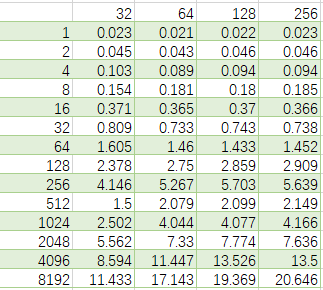 32 64 128 256
1 0.023 0.021 0.022 0.023
2 0.045 0.043 0.046 0.046
4 0.103 0.089 0.094 0.094
8 0.154 0.181 0.18 0.185
16 0.371 0.365 0.37 0.366
32 0.809 0.733 0.743 0.738
64 1.605 1.46 1.433 1.452
128 2.378 2.75 2.859 2.909
256 4.146 5.267 5.703 5.639
512 1.5 2.079 2.099 2.149
1024 2.502 4.044 4.077 4.166
2048 5.562 7.33 7.774 7.636
4096 8.594 11.447 13.526 13.5
8192 11.433 17.143 19.369 20.646